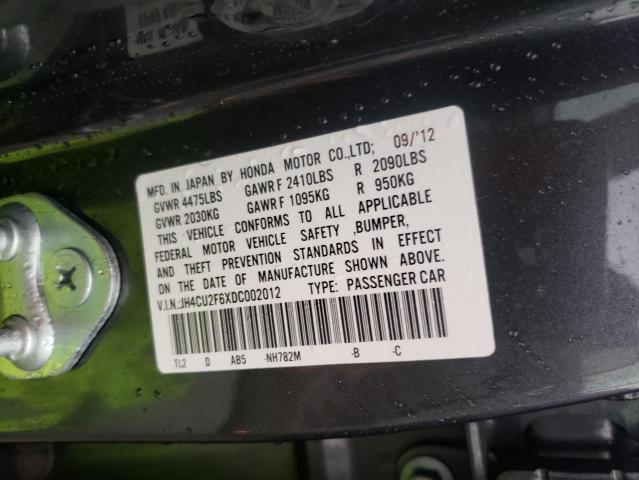 MFD. IN JAPAN BY HONDA MOTOR CO.,LTD; 09/'12
GVWR 4475LBS GAWR F 2410LBS R 2090LBS
GVWR 2030KG GAWR F 1095KG R 950KG
THIS VEHICLE CONFORMS TO ALL APPLICABLE
FEDERAL MOTOR VEHICLE SAFETY ,BUMPER,
AND THEFT PREVENTION STANDARDS IN EFFECT
ON THE DATE OF MANUFACTURE SHOWN ABOVE.
V.I.N.:JH4CU2F6XDC002012 TYPE: PASSENGER CAR
TL2 D AB5 -NH782M -B -C